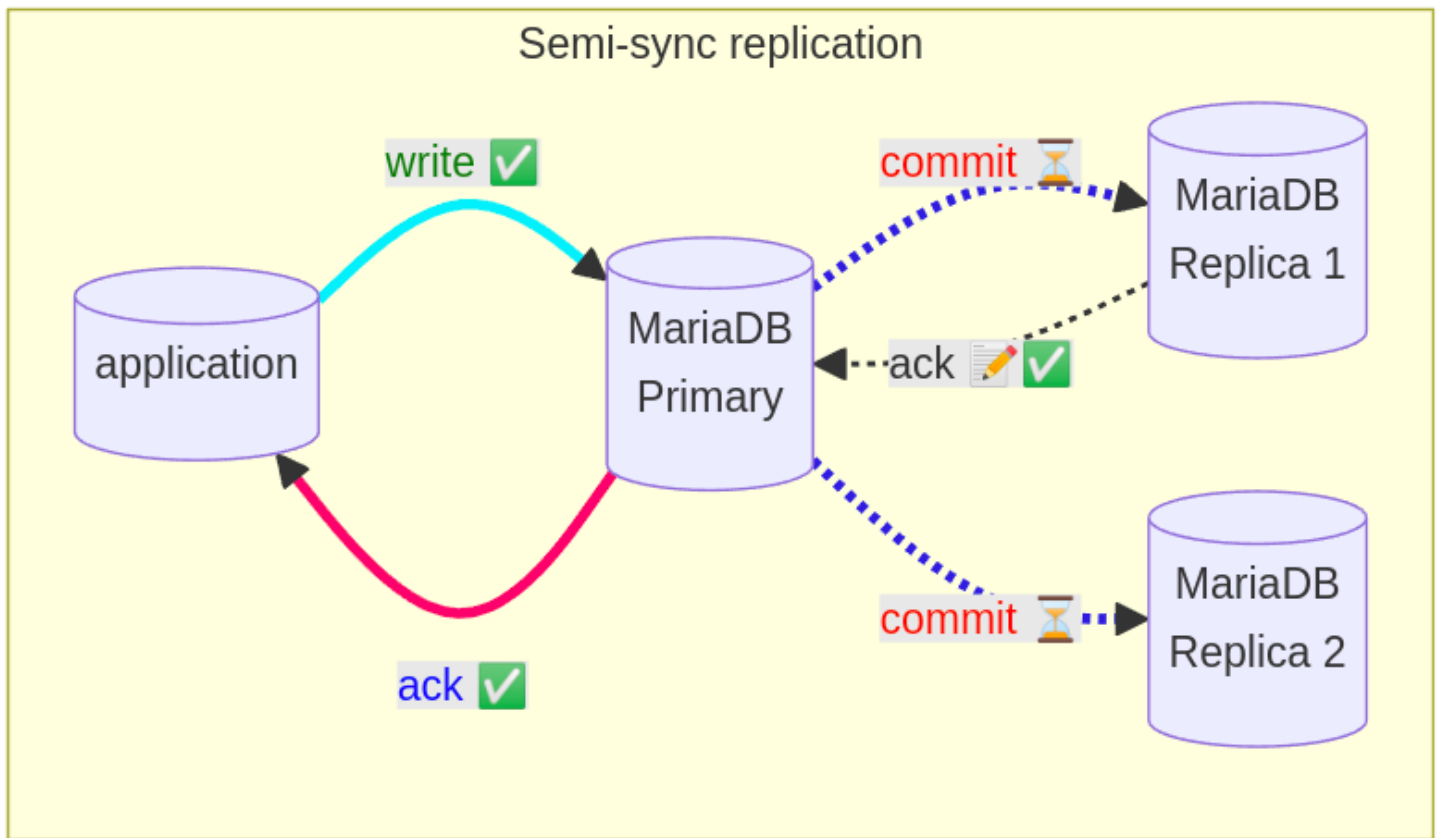 Semi-sync replication
write ✅
commit ⏳
MariaDB
Replica 1
application
MariaDB
Primary
ack 📝✅
commit ⏳
MariaDB
Replica 2
ack ✅